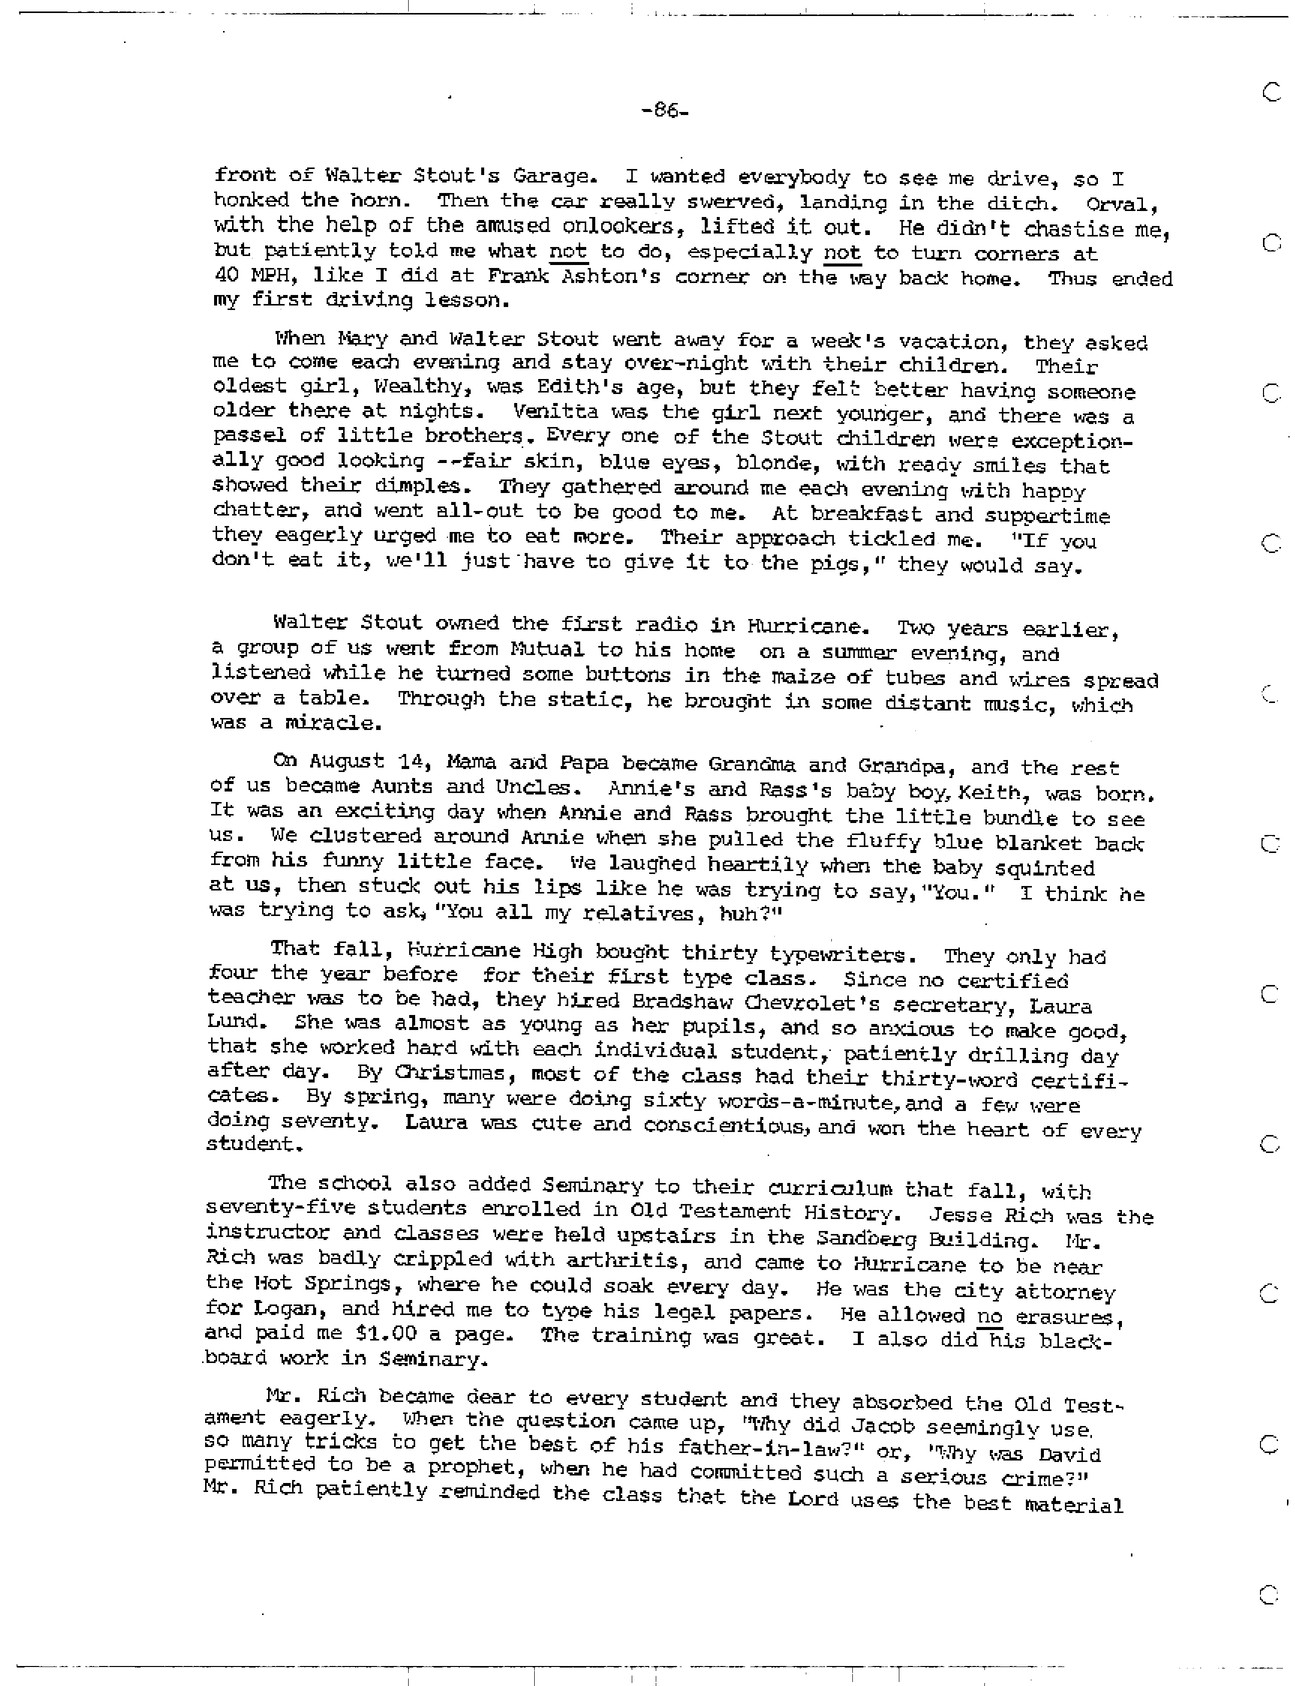 -86-
front of Walter Stout's Garage. I wanted everybody to see me drive, so I
honked the horn. Then the car really swerved, landing in the ditch. Orval,
with the help of the amused onlookers, lifted it out. He didn't chastise me,
but patiently told me what not to do, especially not to turn corners at
40 MPH, like I did at Frank Ashton's corner on the way back home. Thus ended
my first driving lesson.
When Mary and Walter Stout went away for a week's vacation, they asked
me to come each evening and stay over-night with their children. Their
oldest girl, Wealthy, was Edith's age, but they felt better having someone
older there at nights. Venitta was the girl next younger, and there was a
passel of little brothers. Every one of the Stout children were exception-
ally good looking --fair skin, blue eyes, blonde, with ready smiles that
showed their dimples. They gathered around me each evening with happy
chatter, and went all-out to be good to me. At breakfast and suppertime
they eagerly urged me to eat more. Their approach tickled me. "If you
don't eat it, we'll just have to give it to the pigs," they would say.
Walter Stout owned the first radio in Hurricane. Two years earlier,
a group of us went from Mutual to his home on a summer evening, and
listened while he turned some buttons in the maize of tubes and wires spread
over a table. Through the static, he brought in some distant music, which
was a miracle.
On August 14, Mama and Papa became Grandma and Grandpa, and the rest
of us became Aunts and Uncles. Annie's and Rass's baby boy, Keith, was born.
It was an exciting day when Annie and Rass brought the little bundle to see
us. We clustered around Annie when she pulled the fluffy blue blanket back
from his funny little face. We laughed heartily when the baby squinted
at us, then stuck out his lips like he was trying to say,"You." I think he
was trying to ask, "You all my relatives, huh?"
That fall, Hurricane High bought thirty typewriters. They only had
four the year before for their first type class. Since no certified
teacher was to be had, they hired Bradshaw Chevrolet's secretary, Laura
Lund. She was almost as young as her pupils, and so anxious to make good,
that she worked hard with each individual student, patiently drilling day
after day. By Christmas, most of the class had their thirty-word certifi-
cates. By spring, many were doing sixty words-a-minute, and a few were
doing seventy. Laura was cute and conscientious, and won the heart of every
student.
The school also added Seminary to their curriculum that fall, with
seventy-five students enrolled in Old Testament History. Jesse Rich was the
instructor and classes were held upstairs in the Sandberg Building. Mr.
Rich was badly crippled with arthritis, and came to Hurricane to be near
the Hot Springs, where he could soak every day. He was the city attorney
for Logan, and hired me to type his legal papers. He allowed no erasures,
and paid me $1.00 a page. The training was great. I also did his black-
board work in Seminary.
Mr. Rich became dear to every student and they absorbed the Old Test-
ament eagerly. When the question came up, "Why did Jacob seemingly use
so many tricks to get the best of his father-in-law?" or, "Why was David
permitted to be a prophet, when he had committed such a serious crime?"
Mr. Rich patiently reminded the class that the Lord uses the best material